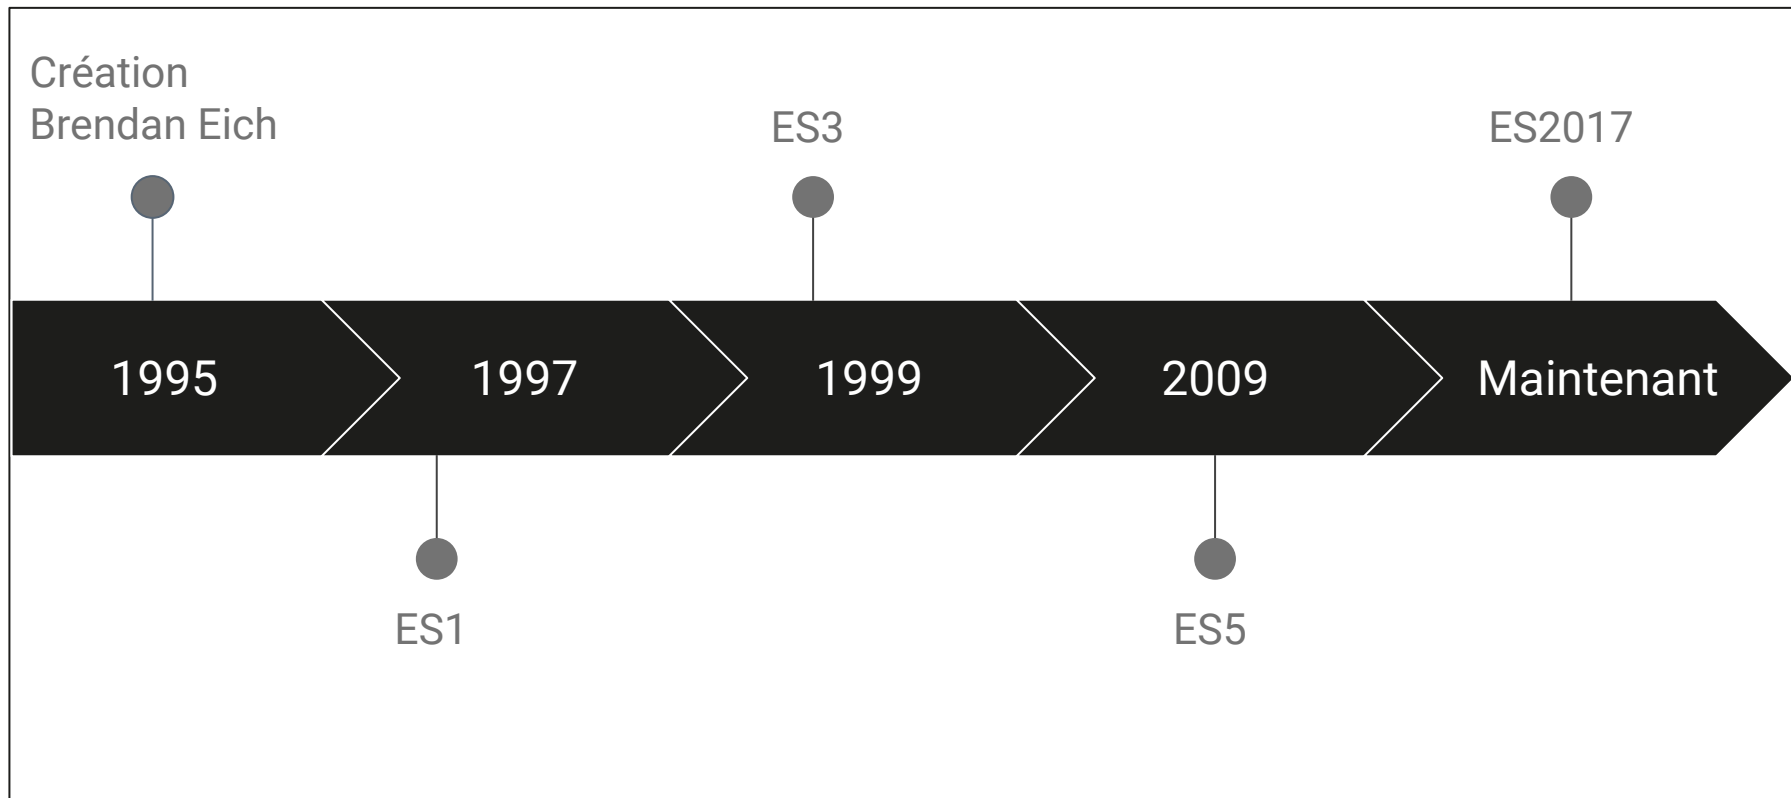 Création
Brendan Eich
ES3
ES2017
1995
1997
1999
2009
Maintenant
ES1
ES5